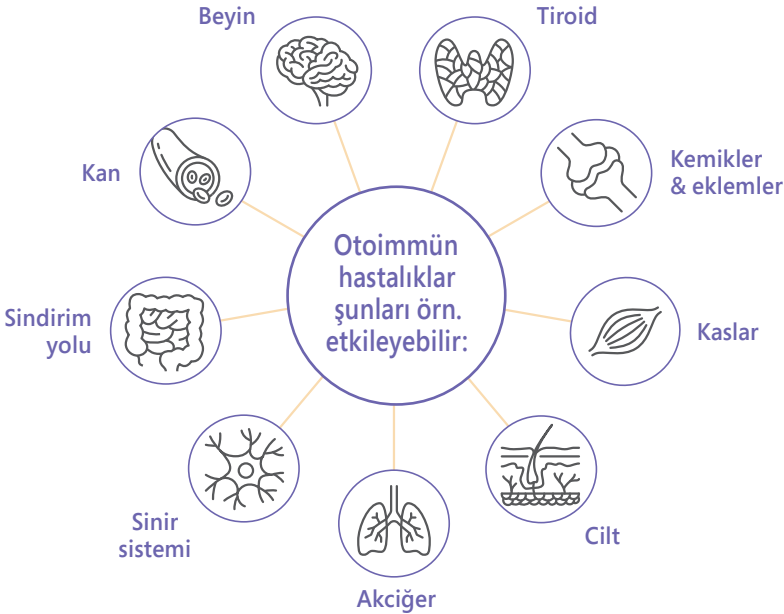 Beyin
Tiroid
Kan
Kemikler
& eklemler
Otoimmün
hastalıklar
şunları örn.
etkileyebilir:
Sindirim
yolu
Kaslar
Sinir
sistemi
Cilt
Akciğer